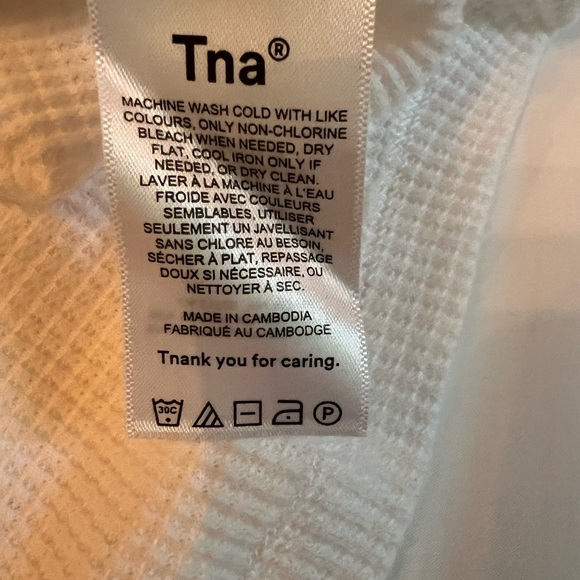 Tna®
MACHINE WASH COLD WITH LIKE
COLOURS, ONLY NON-CHLORINE
BLEACH WHEN NEEDED, DRY
FLAT, COOL IRON ONLY IF
NEEDED, OR DRY CLEAN.
LAVER À LA MACHINE À L'EAU
FROIDE AVEC COULEURS
SEMBLABLES, UTILISER
SEULEMENT UN JAVELLISANT
SANS CHLORE AU BESOIN,
SÉCHER À PLAT, REPASSAGE
DOUX SI NÉCESSAIRE, OU
NETTOYER À SEC.
MADE IN CAMBODIA
FABRIQUÉ AU CAMBODGE
Tnank you for caring.
30C P